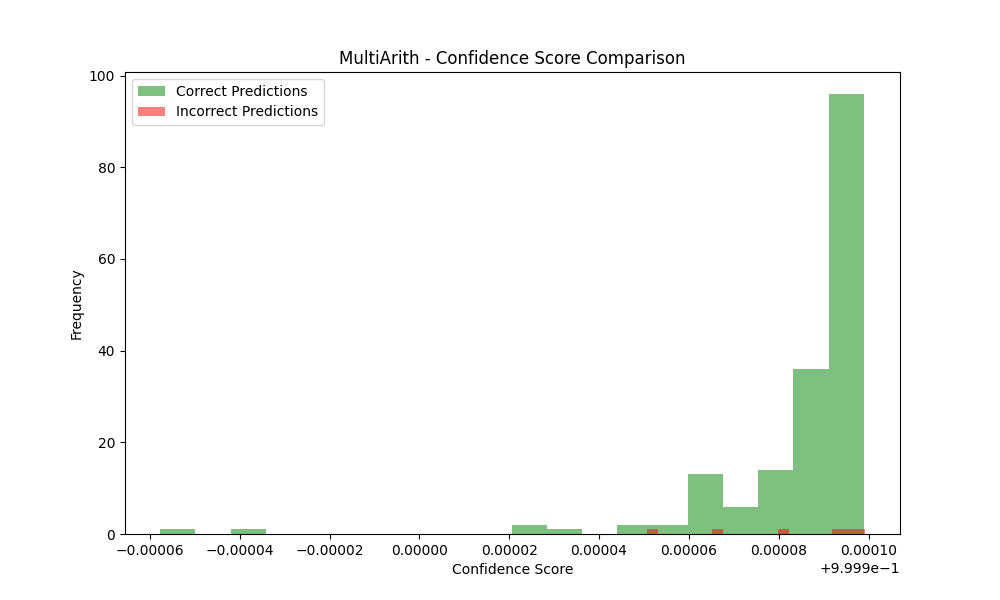 MultiArith - Confidence Score Comparison
Correct Predictions
Incorrect Predictions
Frequency
100
80
60
40
20
0
−0.00006 −0.00004 −0.00002 0.00000 0.00002 0.00004 0.00006 0.00008 0.00010
Confidence Score
+9.999e−1